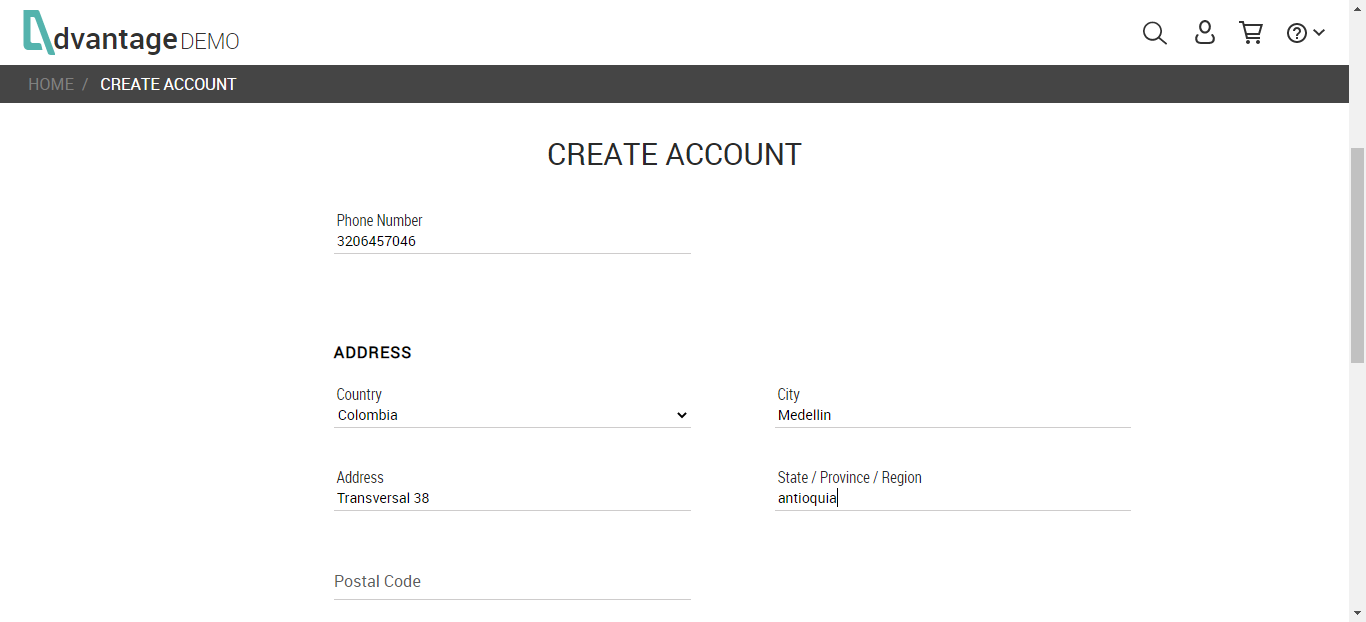 dvantage DEMO
HOME / CREATE ACCOUNT
CREATE ACCOUNT
Phone Number
3206457046
ADDRESS
Country
Colombia
City
Medellin
Address
Transversal 38
State / Province / Region
antioquia
Postal Code